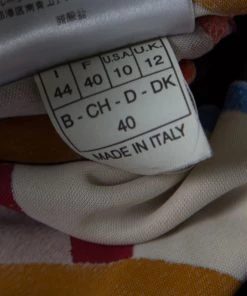 I F U.S.A. U.K.
44 40 10 12
B - CH - D - DK
40
MADE IN ITALY